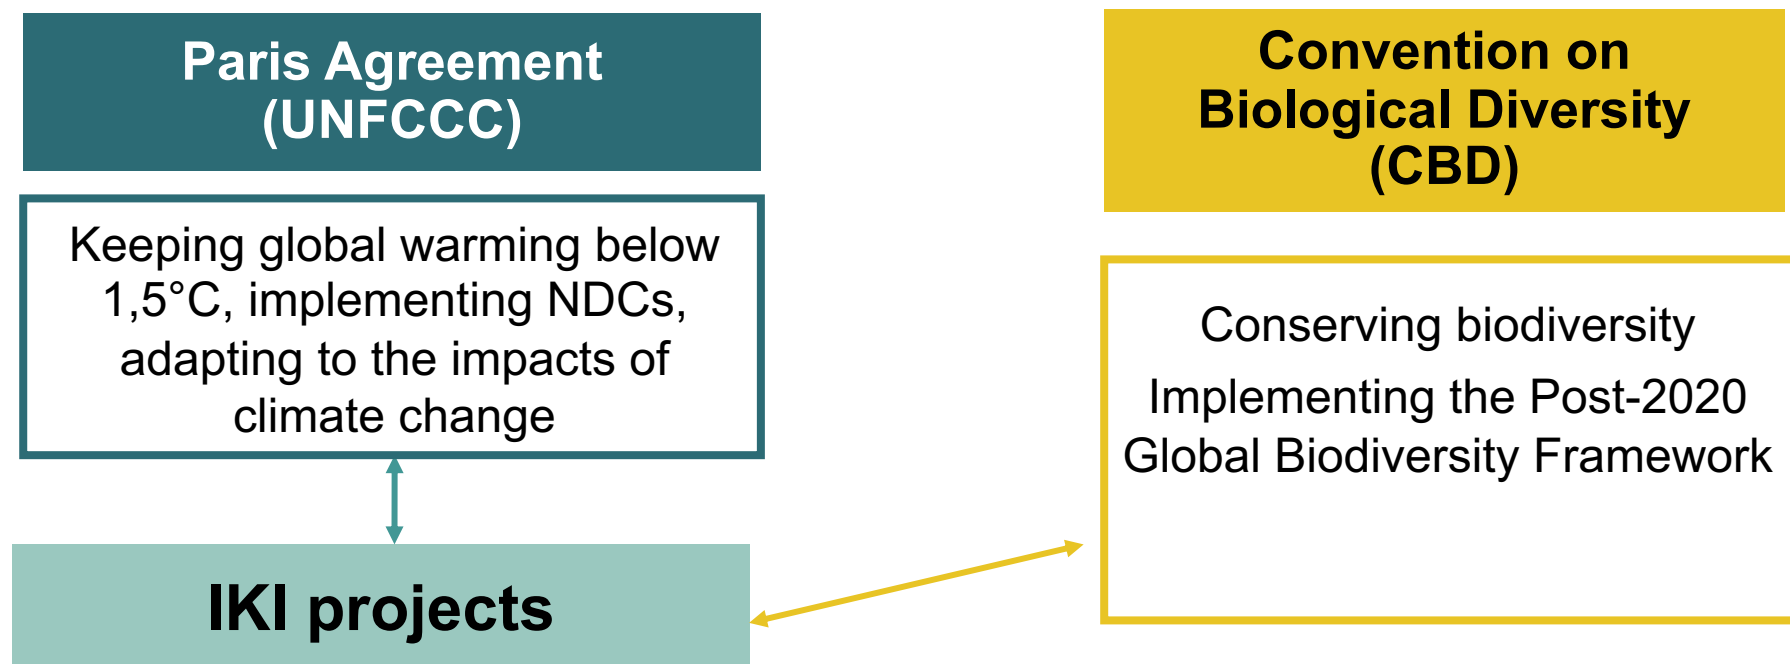 Paris Agreement
(UNFCCC)
Keeping global warming below
1,5°C, implementing NDCs,
adapting to the impacts of
climate change
IKI projects
Convention on
Biological Diversity
(CBD)
Conserving biodiversity
Implementing the Post-2020
Global Biodiversity Framework